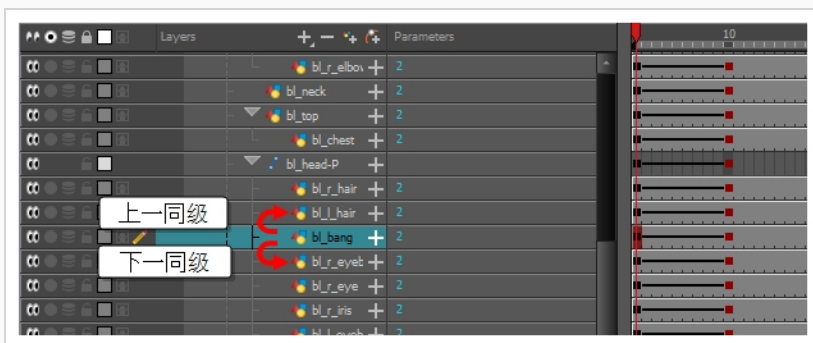 Layers Parameters 10
bl_r_elbov 2
bl_neck 2
bl_top 2
bl_chest 2
bl_head-P
bl_r_hair 2
上一同级 bl_l_hair 2
bl_bang 2
下一同级 bl_r_eyeb 2
bl_r_eye 2
bl_r_iris 2